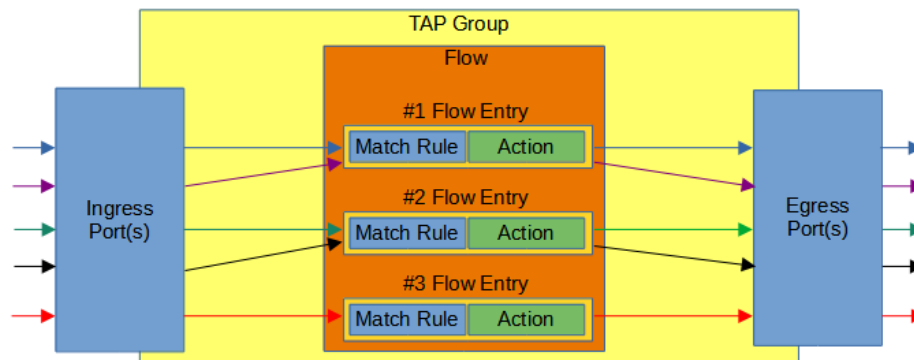 TAP Group
Flow
#1 Flow Entry
Match Rule Action
#2 Flow Entry
Match Rule Action
#3 Flow Entry
Match Rule Action
Ingress
Port(s)
Egress
Port(s)